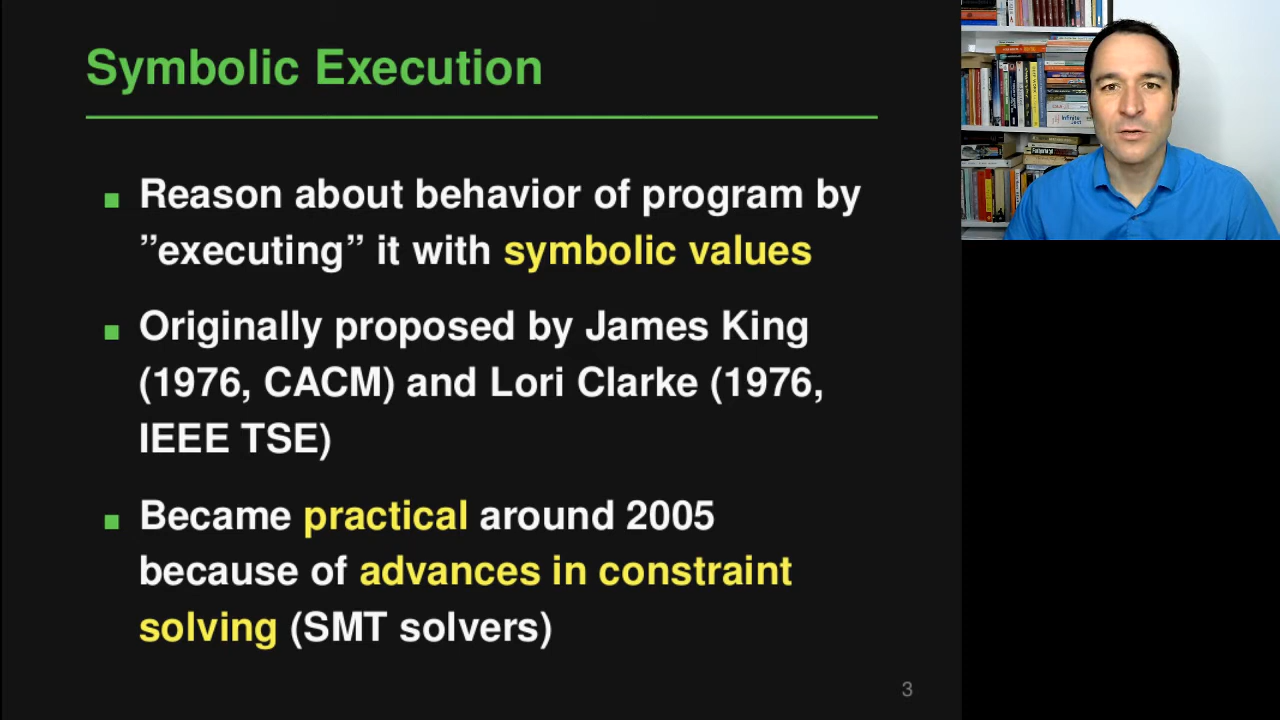 Symbolic Execution
Reason about behavior of program by
”executing” it with symbolic values
Originally proposed by James King
(1976, CACM) and Lori Clarke (1976,
IEEE TSE)
Became practical around 2005
because of advances in constraint
solving (SMT solvers)
3
infinite